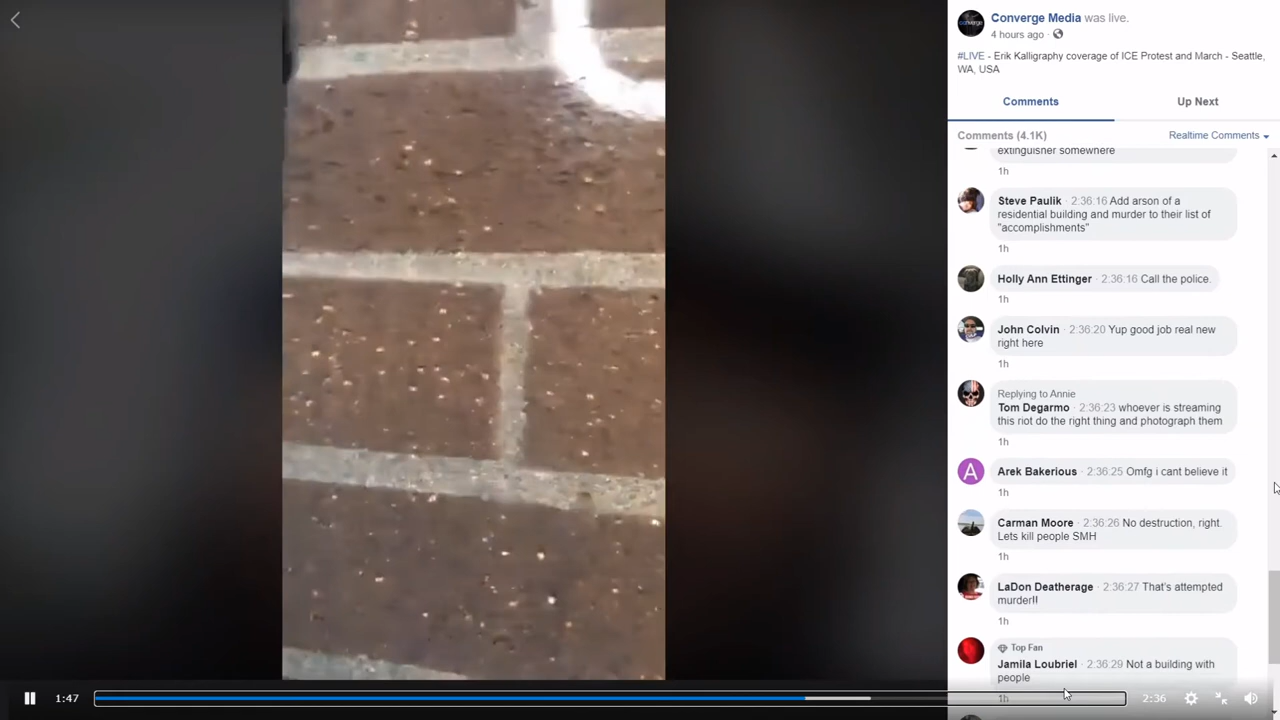 Converge Media was live.
4 hours ago
#LIVE - Erik Kalligraphy coverage of ICE Protest and March - Seattle,
WA, USA
Comments
Up Next
Comments (4.1K)
Realtime Comments
extinguisher somewhere
1h
Steve Paulik · 2:36:16 Add arson of a
residential building and murder to their list of
"accomplishments"
1h
Holly Ann Ettinger · 2:36:16 Call the police.
1h
John Colvin · 2:36:20 Yup good job real new
right here
1h
Replying to Annie
Tom Degarmo · 2:36:23 whoever is streaming
this riot do the right thing and photograph them
1h
A
Arek Bakerious · 2:36:25 Omfg i cant believe it
1h
Carman Moore · 2:36:26 No destruction, right.
Lets kill people SMH
1h
LaDon Deatherage · 2:36:27 That's attempted
murder!!
1h
Top Fan
Jamila Loubriel · 2:36:29 Not a building with
people
1h
1:47
2:36